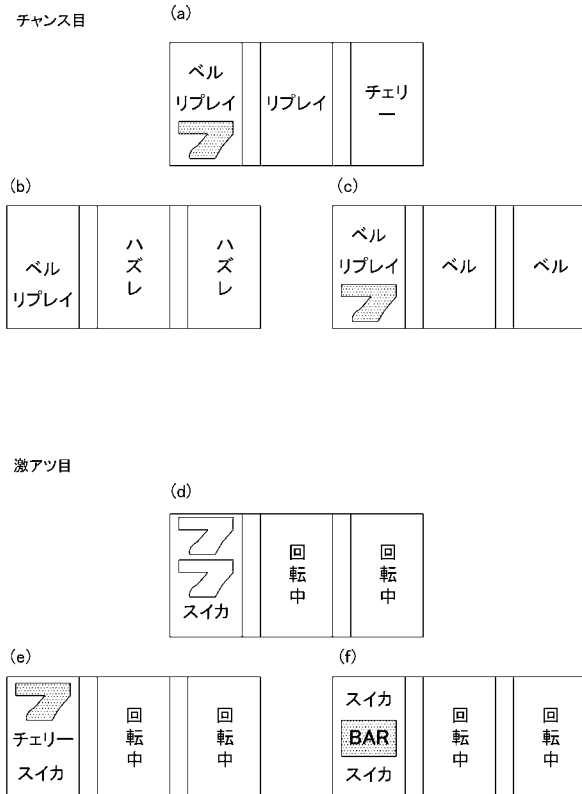 チャンス目
(a)
ベル
リプレイ
リプレイ
チェリー
(b)
ベル
リプレイ
ハズレ
ハズレ
(c)
ベル
リプレイ
ベル
ベル
激アツ目
(d)
スイカ
回転中
回転中
(e)
チェリー
スイカ
回転中
回転中
(f)
スイカ
BAR
スイカ
回転中
回転中